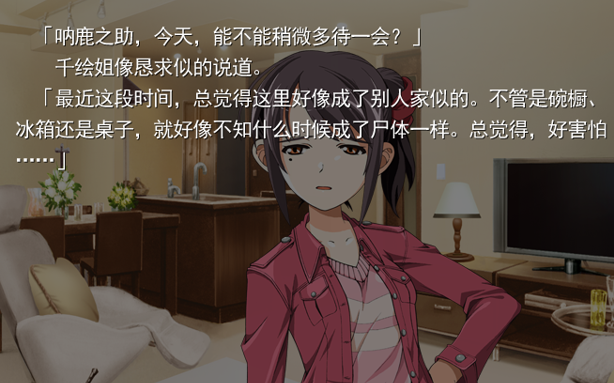 「呐鹿之助，今天，能不能稍微多待一会？」
千绘姐像恳求似的说道。
「最近这段时间，总觉得这里好像成了别人家似的。不管是碗橱、
冰箱还是桌子，就好像不知什么时候成了尸体一样。总觉得，好害怕
……」